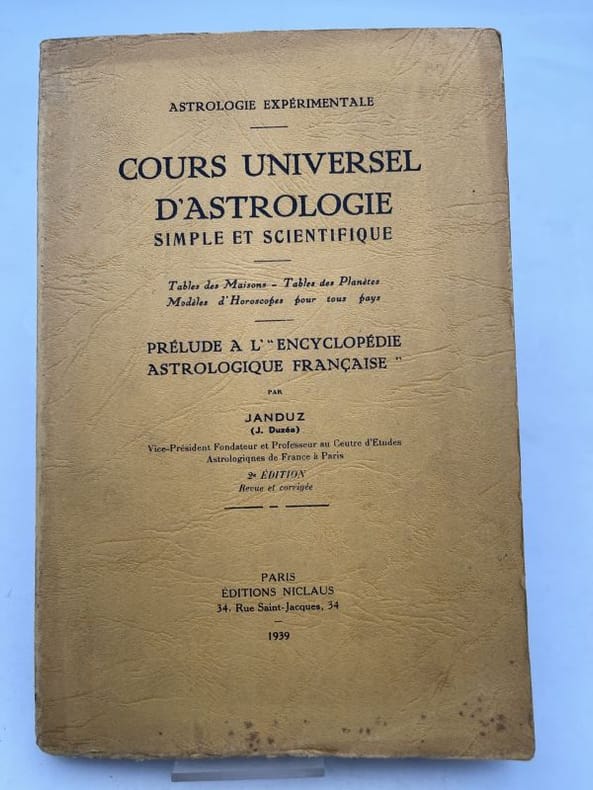 ASTROLOGIE EXPÉRIMENTALE
COURS UNIVERSEL
D'ASTROLOGIE
SIMPLE ET SCIENTIFIQUE
Tables des Maisons - Tables des Planètes
Modèles d'Horoscopes pour tous pays
PRÉLUDE A L'"ENCYCLOPÉDIE
ASTROLOGIQUE FRANÇAISE"
PAR
JANDUZ
(J. Duzéa)
Vice-Président Fondateur et Professeur au Centre d'Etudes
Astrologiques de France à Paris
2e ÉDITION
Revue et corrigée
PARIS
ÉDITIONS NICLAUS
34, Rue Saint-Jacques, 34
1939